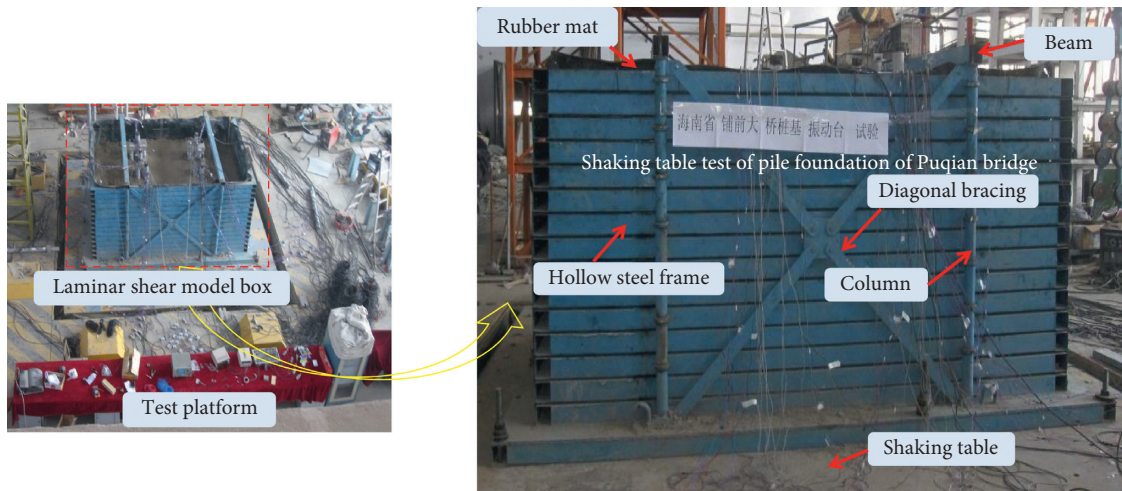 Laminar shear model box
Test platform
Rubber mat
Beam
海南省 铺前大 桥桩基 振动台 试验
Shaking table test of pile foundation of Puqian bridge
Diagonal bracing
Hollow steel frame
Column
Shaking table